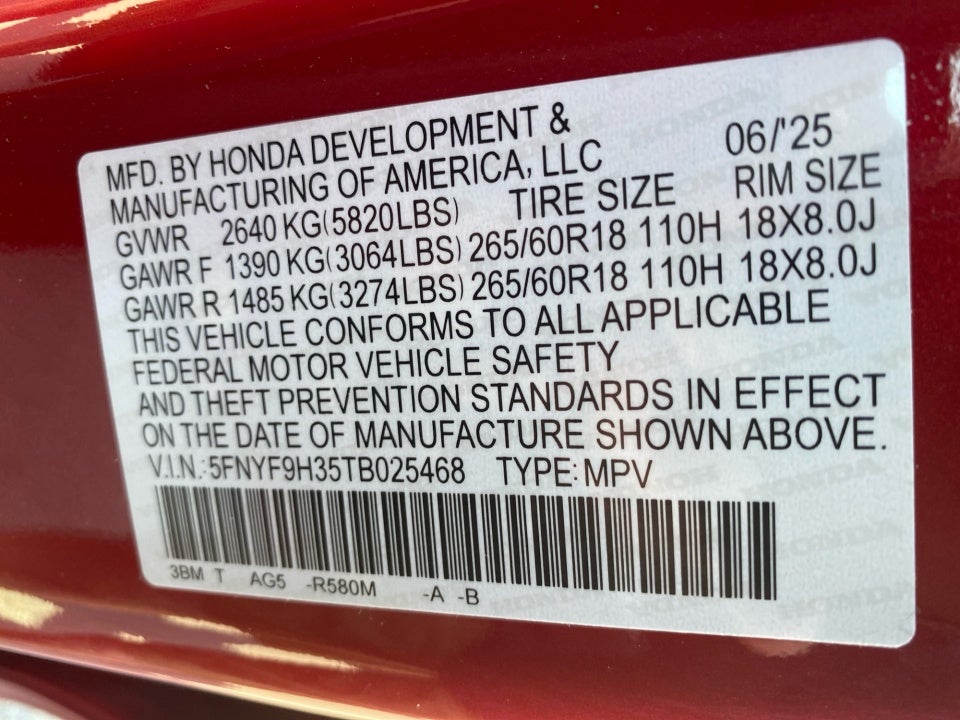 MFD. BY HONDA DEVELOPMENT & 06/'25
MANUFACTURING OF AMERICA, LLC
GVWR 2640 KG(5820LBS) TIRE SIZE RIM SIZE
GAWR F 1390 KG(3064LBS) 265/60R18 110H 18X8.0J
GAWR R 1485 KG(3274LBS) 265/60R18 110H 18X8.0J
THIS VEHICLE CONFORMS TO ALL APPLICABLE
FEDERAL MOTOR VEHICLE SAFETY
AND THEFT PREVENTION STANDARDS IN EFFECT
ON THE DATE OF MANUFACTURE SHOWN ABOVE.
V.I.N.:5FNYF9H35TB025468 TYPE:MPV
3BM T AG5 -R580M -A -B